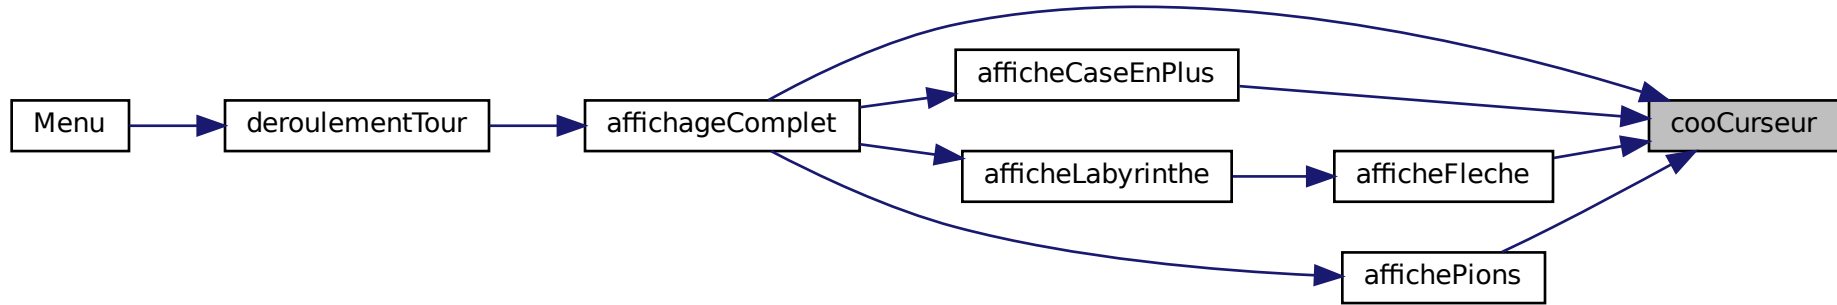 Menu
deroulementTour
affichageComplet
afficheCaseEnPlus
afficheLabyrinthe
afficheFleche
affichePions
cooCurseur